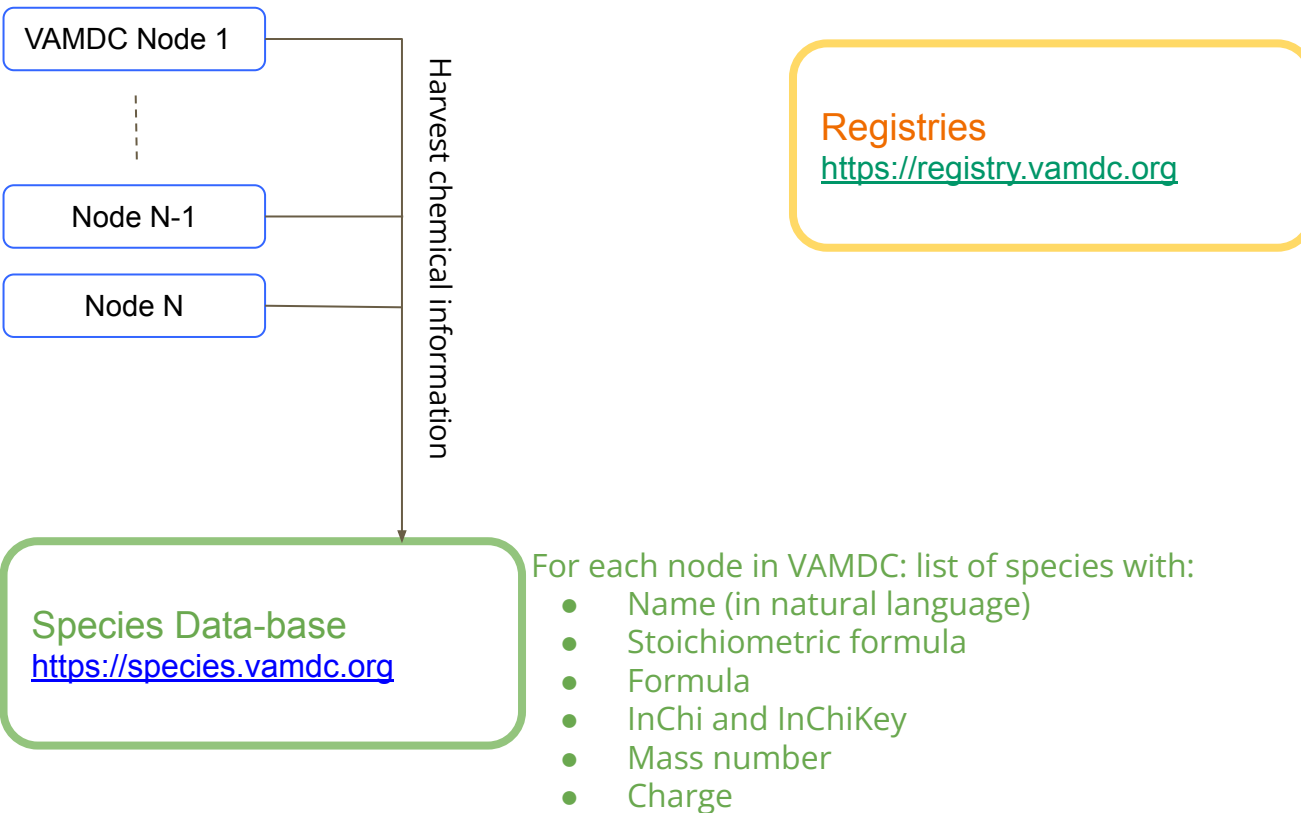 VAMDC Node 1
Node N-1
Node N
Harvest chemical information
Registries
https://registry.vamdc.org
Species Data-base
https://species.vamdc.org
For each node in VAMDC: list of species with:
● Name (in natural language)
● Stoichiometric formula
● Formula
● InChi and InChiKey
● Mass number
● Charge